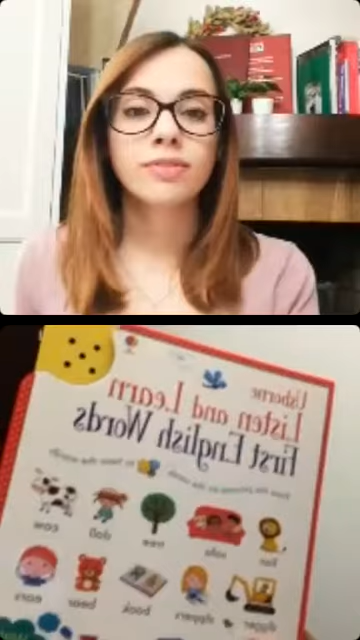 Usborne
Listen and Learn
First English Words
cow
doll
tree
sofa
lion
ears
bear
book
slippers
digger